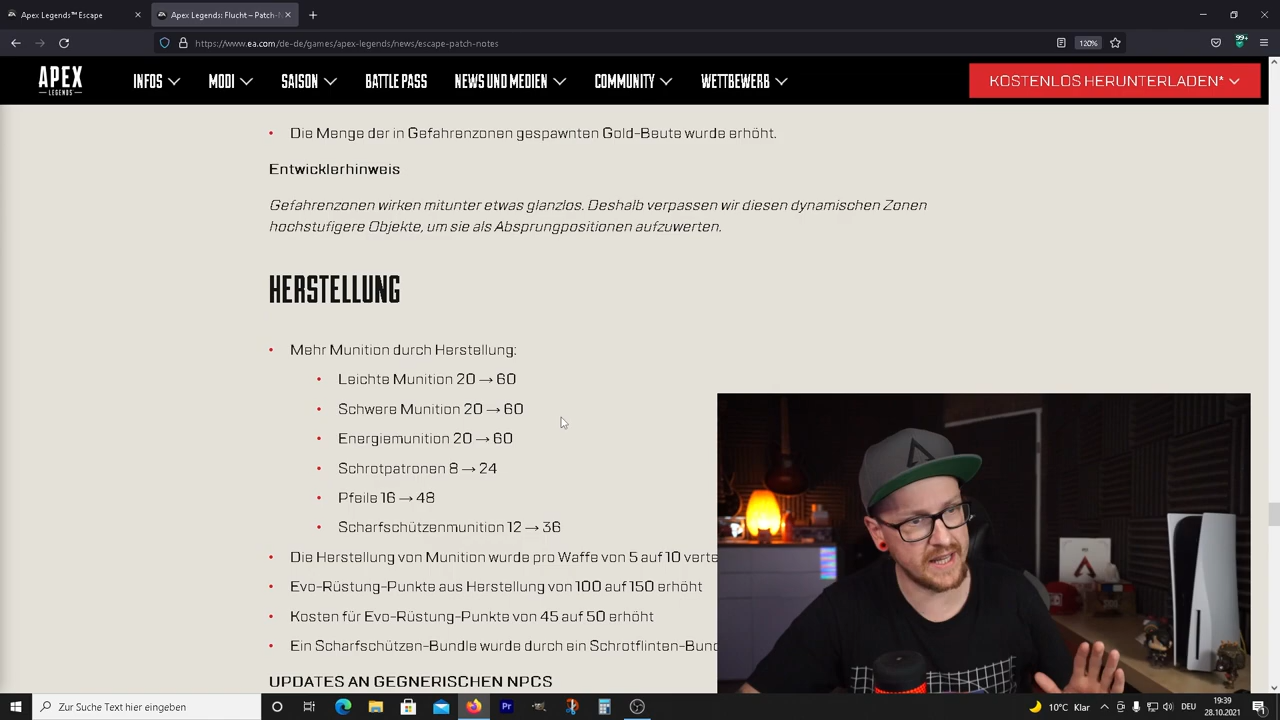 Apex Legends™ Escape
Apex Legends: Flucht – Patch-N
https://www.ea.com/de-de/games/apex-legends/news/escape-patch-notes
120%
99+
APEX
LEGENDS
INFOS
MODI
SAISON
BATTLE PASS
NEWS UND MEDIEN
COMMUNITY
WETTBEWERB
KOSTENLOS HERUNTERLADEN*
• Die Menge der in Gefahrenzonen gespawnten Gold-Beute wurde erhöht.
Entwicklerhinweis
Gefahrenzonen wirken mitunter etwas glanzlos. Deshalb verpassen wir diesen dynamischen Zonen
hochstufigere Objekte, um sie als Absprungpositionen aufzuwerten.
HERSTELLUNG
• Mehr Munition durch Herstellung:
• Leichte Munition 20 → 60
• Schwere Munition 20 → 60
• Energiemunition 20 → 60
• Schrotpatronen 8 → 24
• Pfeile 16 → 48
• Scharfschützenmunition 12 → 36
• Die Herstellung von Munition wurde pro Waffe von 5 auf 10 verte
• Evo-Rüstung-Punkte aus Herstellung von 100 auf 150 erhöht
• Kosten für Evo-Rüstung-Punkte von 45 auf 50 erhöht
• Ein Scharfschützen-Bundle wurde durch ein Schrotflinten-Bund
UPDATES AN GEGNERISCHEN NPCS
Zur Suche Text hier eingeben
Pr
10°C Klar
19:39
28.10.2021